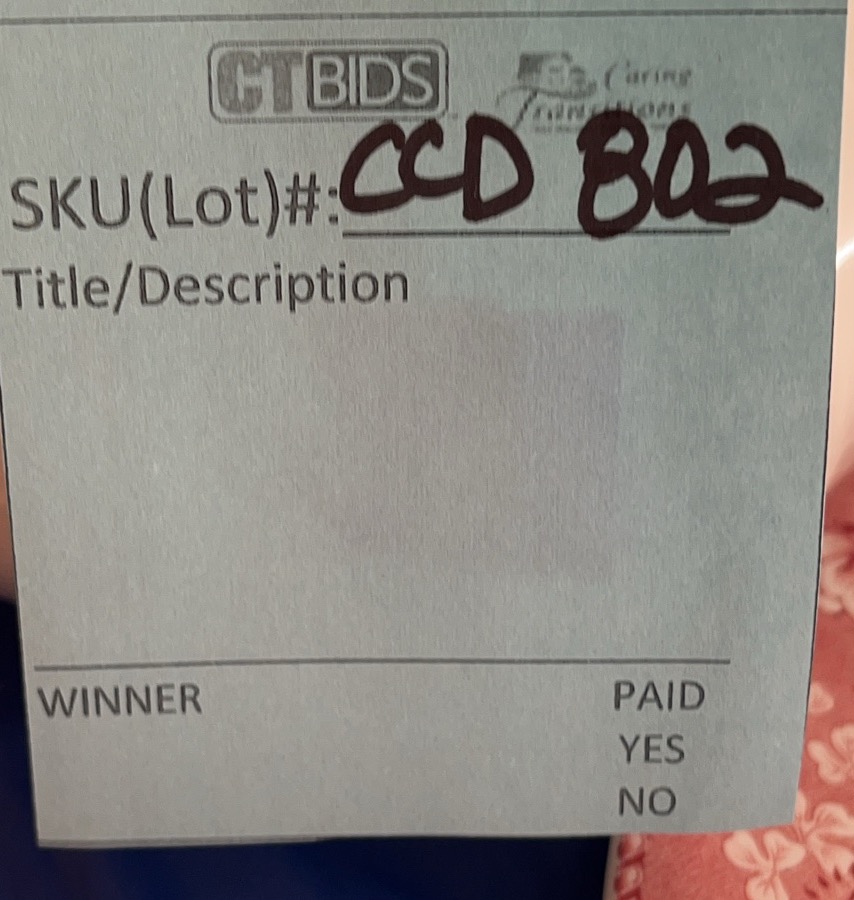 CTBIDS Caring
Transitions
SKU(Lot)#: CCD 802
Title/Description
WINNER PAID
YES
NO